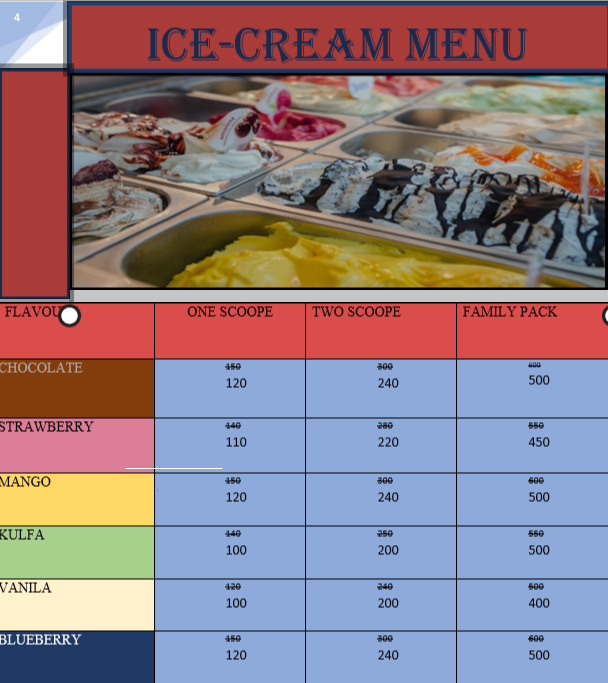 4
ICE-CREAM MENU
FLAVOU ONE SCOOPE TWO SCOOPE FAMILY PACK
CHOCOLATE 150 300 600
120 240 500
STRAWBERRY 140 280 550
110 220 450
MANGO 150 300 600
120 240 500
KULFA 140 250 550
100 200 500
VANILA 120 240 500
100 200 400
BLUEBERRY 150 300 600
120 240 500